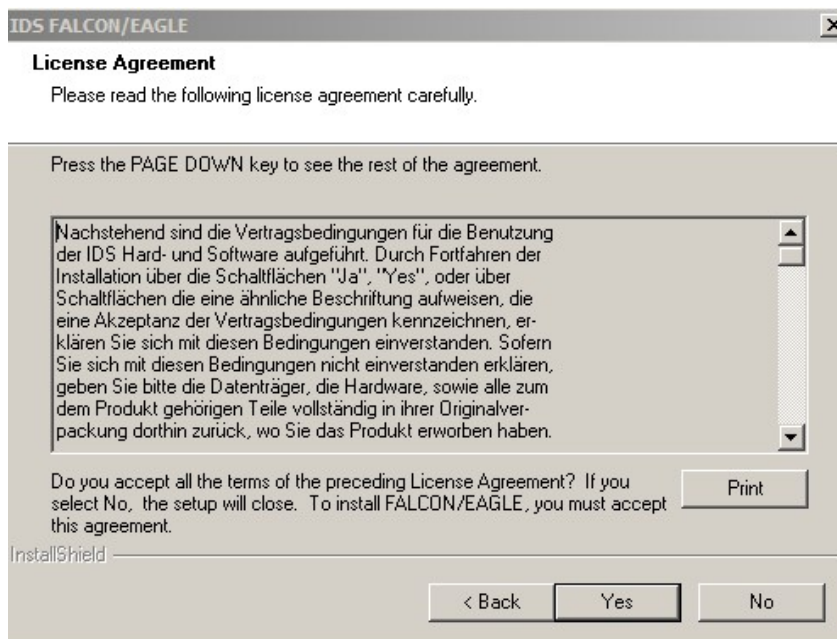 IDS FALCON/EAGLE
License Agreement
Please read the following license agreement carefully.
Press the PAGE DOWN key to see the rest of the agreement.
Nachstehend sind die Vertragsbedingungen für die Benutzung
der IDS Hard- und Software aufgeführt. Durch Fortfahren der
Installation über die Schaltflächen "Ja", "Yes", oder über
Schaltflächen die eine ähnliche Beschriftung aufweisen, die
eine Akzeptanz der Vertragsbedingungen kennzeichnen, er-
klären Sie sich mit diesen Bedingungen einverstanden. Sofern
Sie sich mit diesen Bedingungen nicht einverstanden erklären,
geben Sie bitte die Datenträger, die Hardware, sowie alle zum
dem Produkt gehörigen Teile vollständig in ihrer Originalver-
packung dorthin zurück, wo Sie das Produkt erworben haben.
Do you accept all the terms of the preceding License Agreement? If you
select No, the setup will close. To install FALCON/EAGLE, you must accept
this agreement.
Print
InstallShield
< Back
Yes
No